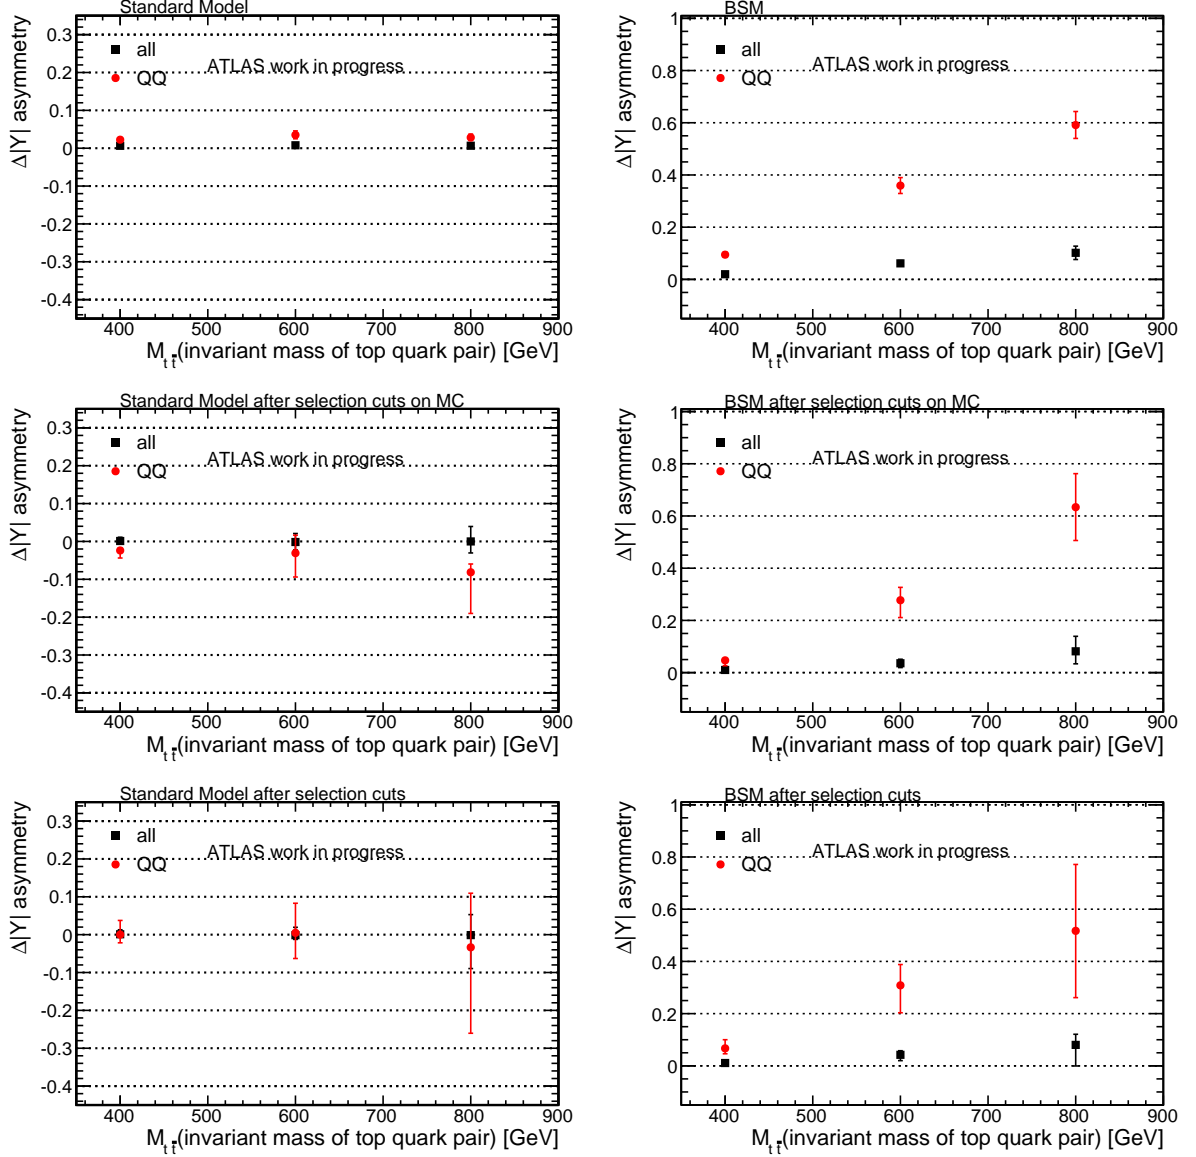 Standard Model
0.3
0.2
0.1
0
-0.1
-0.2
-0.3
-0.4
all
QQ
ATLAS work in progress
Δ|Y| asymmetry
400 500 600 700 800 900
M_{t t̄}(invariant mass of top quark pair) [GeV]
BSM
1
0.8
0.6
0.4
0.2
0
all
QQ
ATLAS work in progress
Δ|Y| asymmetry
400 500 600 700 800 900
M_{t t̄}(invariant mass of top quark pair) [GeV]
Standard Model after selection cuts on MC
0.3
0.2
0.1
0
-0.1
-0.2
-0.3
-0.4
all
QQ
ATLAS work in progress
Δ|Y| asymmetry
400 500 600 700 800 900
M_{t t̄}(invariant mass of top quark pair) [GeV]
BSM after selection cuts on MC
1
0.8
0.6
0.4
0.2
0
all
QQ
ATLAS work in progress
Δ|Y| asymmetry
400 500 600 700 800 900
M_{t t̄}(invariant mass of top quark pair) [GeV]
Standard Model after selection cuts
0.3
0.2
0.1
0
-0.1
-0.2
-0.3
-0.4
all
QQ
ATLAS work in progress
Δ|Y| asymmetry
400 500 600 700 800 900
M_{t t̄}(invariant mass of top quark pair) [GeV]
BSM after selection cuts
1
0.8
0.6
0.4
0.2
0
all
QQ
ATLAS work in progress
Δ|Y| asymmetry
400 500 600 700 800 900
M_{t t̄}(invariant mass of top quark pair) [GeV]